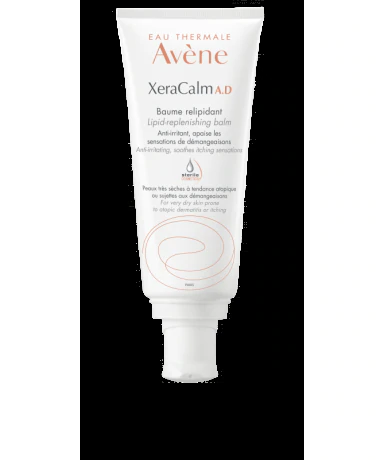 EAU THERMALE
Avène
XeraCalm A.D
Baume relipidant
Lipid-replenishing balm
Anti-irritant, apaise les
sensations de démangeaisons
Anti-irritating, soothes itching sensations
sterile
Peaux très sèches à tendance atopique
ou sujettes aux démangeaisons
For very dry skin prone
to atopic dermatitis or itching